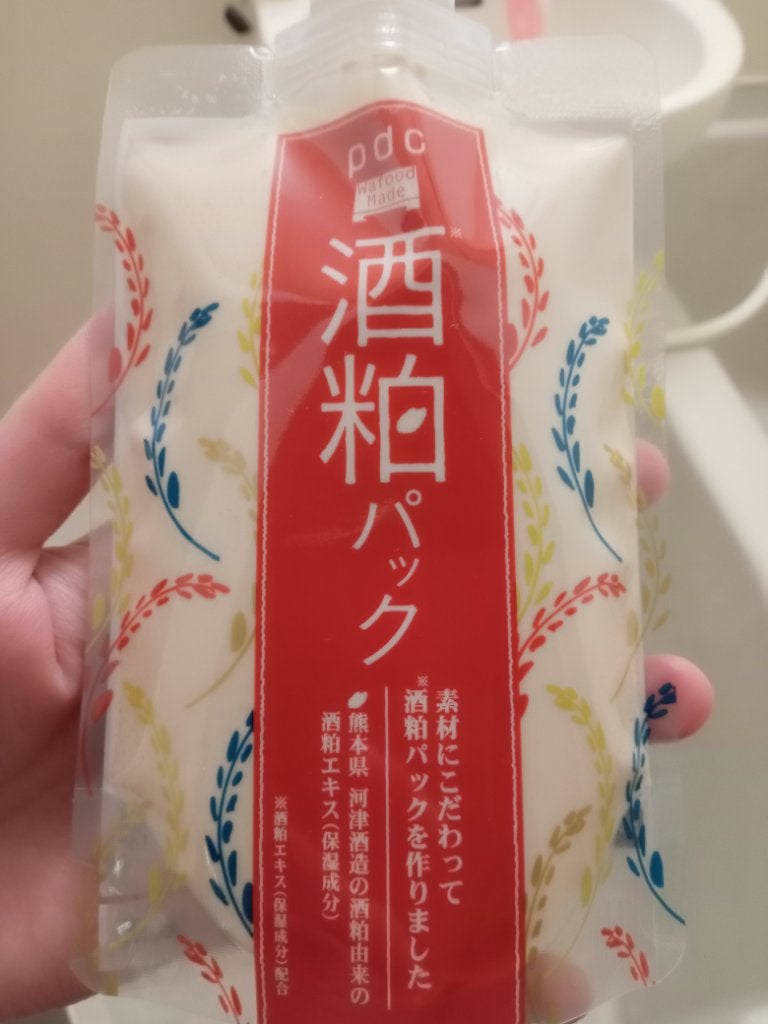 pdc
Wafood
Made
酒粕※
パック
素材にこだわって
※酒粕パックを作りました
熊本県 河津酒造の酒粕由来の
酒粕エキス(保湿成分)
※酒粕エキス(保湿成分)配合